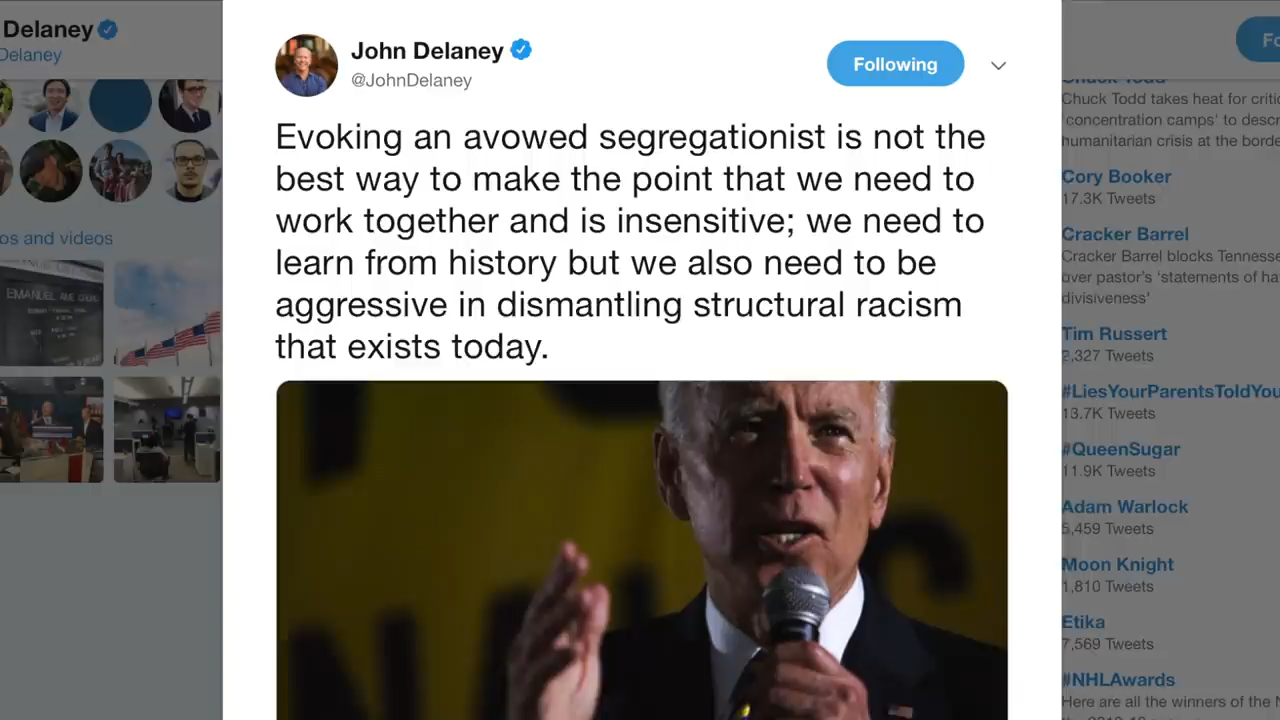 Delaney
Delaney
os and videos
EMANUEL AME CHURCH
John Delaney
@JohnDelaney
Following
Evoking an avowed segregationist is not the
best way to make the point that we need to
work together and is insensitive; we need to
learn from history but we also need to be
aggressive in dismantling structural racism
that exists today.
Fo
Chuck Todd
Chuck Todd takes heat for critic
'concentration camps' to descr
humanitarian crisis at the borde
Cory Booker
17.3K Tweets
Cracker Barrel
Cracker Barrel blocks Tennesse
over pastor's 'statements of ha
divisiveness'
Tim Russert
2,327 Tweets
#LiesYourParentsToldYou
13.7K Tweets
#QueenSugar
11.9K Tweets
Adam Warlock
5,459 Tweets
Moon Knight
1,810 Tweets
Etika
7,569 Tweets
#NHLAwards
Here are all the winners of the N